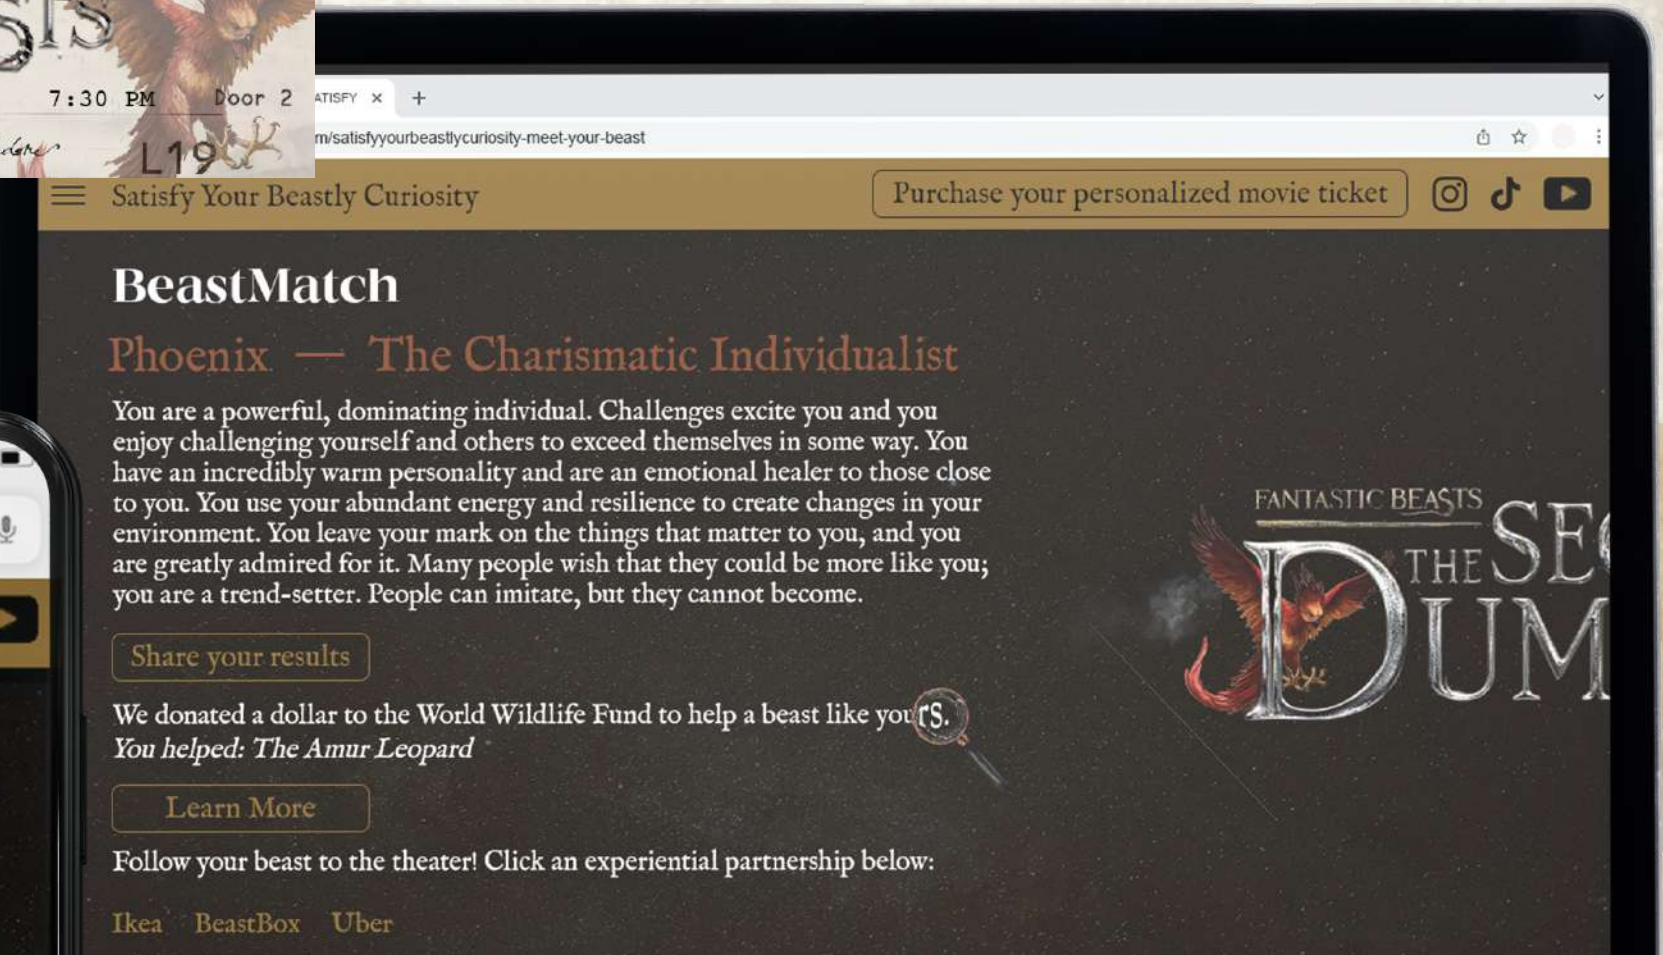 7:30 PM Door 2
L19
ATISFY
m/satisfyyourbeastlycuriosity-meet-your-beast
Satisfy Your Beastly Curiosity
Purchase your personalized movie ticket
BeastMatch
Phoenix — The Charismatic Individualist
You are a powerful, dominating individual. Challenges excite you and you
enjoy challenging yourself and others to exceed themselves in some way. You
have an incredibly warm personality and are an emotional healer to those close
to you. You use your abundant energy and resilience to create changes in your
environment. You leave your mark on the things that matter to you, and you
are greatly admired for it. Many people wish that they could be more like you;
you are a trend-setter. People can imitate, but they cannot become.
Share your results
We donated a dollar to the World Wildlife Fund to help a beast like yours.
You helped: The Amur Leopard
Learn More
Follow your beast to the theater! Click an experiential partnership below:
Ikea BeastBox Uber
FANTASTIC BEASTS
THE SEC
DUM